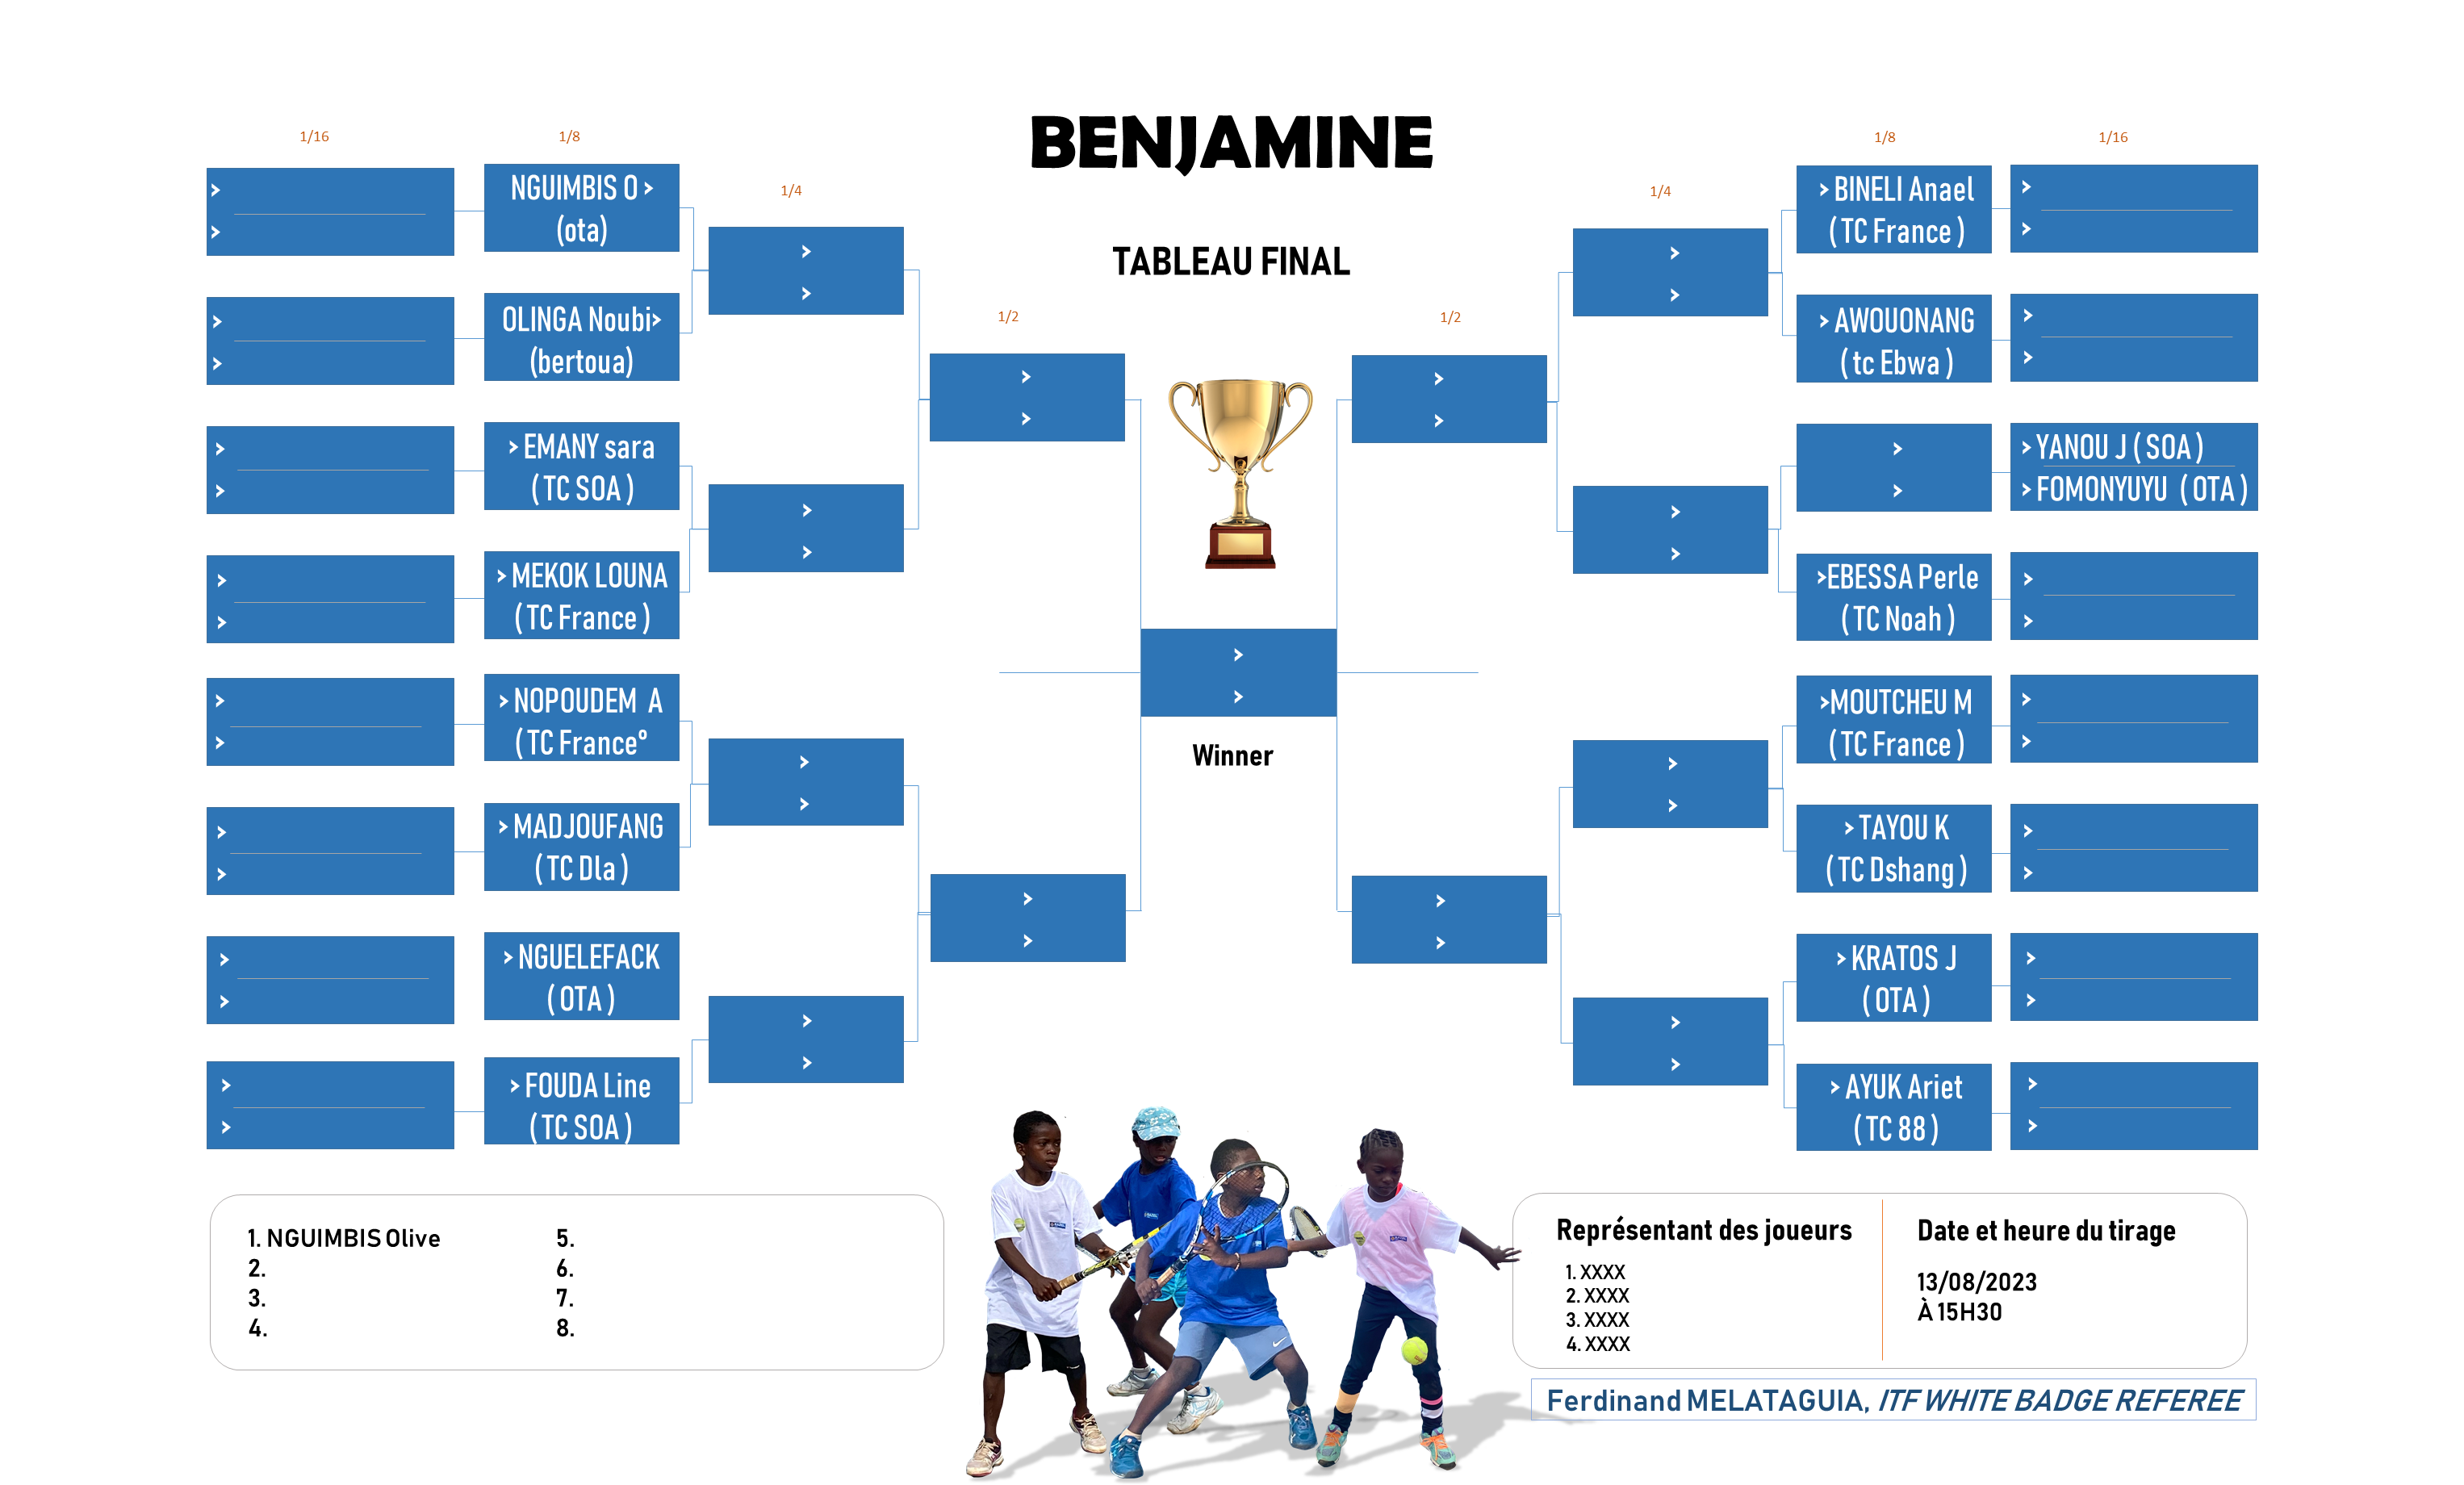 BENJAMINE
TABLEAU FINAL
1/16
1/8
1/4
1/2
1/2
1/4
1/8
1/16
NGUIMBIS O >
(ota)
OLINGA Noubi>
(bertoua)
> EMANY sara
( TC SOA )
> MEKOK LOUNA
( TC France )
> NOPOUDEM A
( TC France°
> MADJOUFANG
( TC Dla )
> NGUELEFACK
( OTA )
> FOUDA Line
( TC SOA )
> BINELI Anael
( TC France )
> AWOUONANG
( tc Ebwa )
> YANOU J ( SOA )
> FOMONYUYU ( OTA )
>EBESSA Perle
( TC Noah )
>MOUTCHEU M
( TC France )
> TAYOU K
( TC Dshang )
> KRATOS J
( OTA )
> AYUK Ariet
( TC 88 )
Winner
1. NGUIMBIS Olive
2.
3.
4.
5.
6.
7.
8.
Représentant des joueurs
1. XXXX
2. XXXX
3. XXXX
4. XXXX
Date et heure du tirage
13/08/2023
À 15H30
Ferdinand MELATAGUIA, ITF WHITE BADGE REFEREE